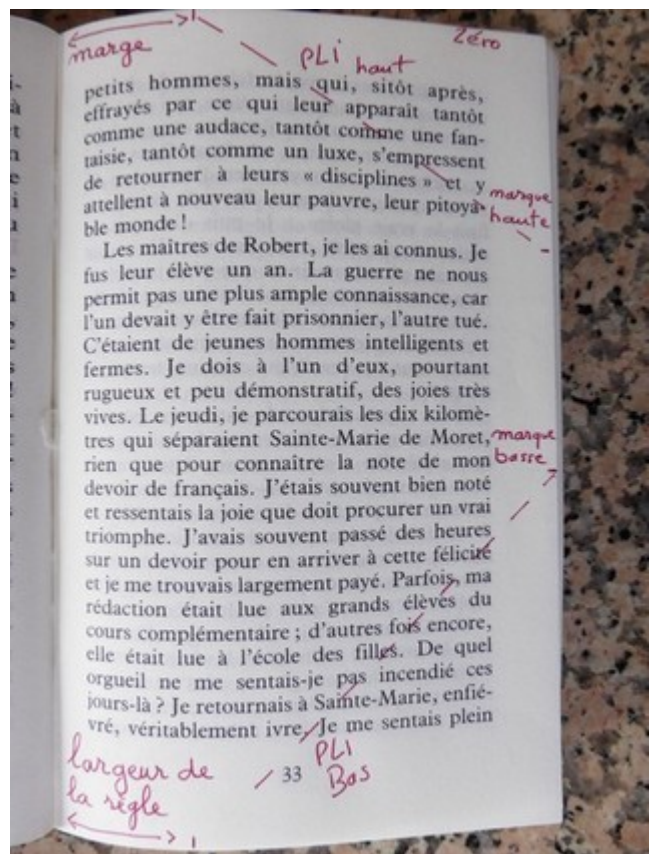 marge
Zéro
PLI haut
petits hommes, mais qui, sitôt après,
effrayés par ce qui leur apparaît tantôt
comme une audace, tantôt comme une fan-
taisie, tantôt comme un luxe, s'empressent
de retourner à leurs « disciplines » et y
attellent à nouveau leur pauvre, leur pitoya-
ble monde !
marque
haute
Les maîtres de Robert, je les ai connus. Je
fus leur élève un an. La guerre ne nous
permit pas une plus ample connaissance, car
l'un devait y être fait prisonnier, l'autre tué.
C'étaient de jeunes hommes intelligents et
fermes. Je dois à l'un d'eux, pourtant
rugueux et peu démonstratif, des joies très
vives. Le jeudi, je parcourais les dix kilomè-
tres qui séparaient Sainte-Marie de Moret,
rien que pour connaître la note de mon
devoir de français. J'étais souvent bien noté
et ressentais la joie que doit procurer un vrai
triomphe. J'avais souvent passé des heures
sur un devoir pour en arriver à cette félicité
et je me trouvais largement payé. Parfois, ma
rédaction était lue aux grands élèves du
cours complémentaire ; d'autres fois encore,
elle était lue à l'école des filles. De quel
orgueil ne me sentais-je pas incendié ces
jours-là ? Je retournais à Sainte-Marie, enfié-
vré, véritablement ivre. Je me sentais plein
marque
basse
largeur de
la règle
33
PLI
Bas